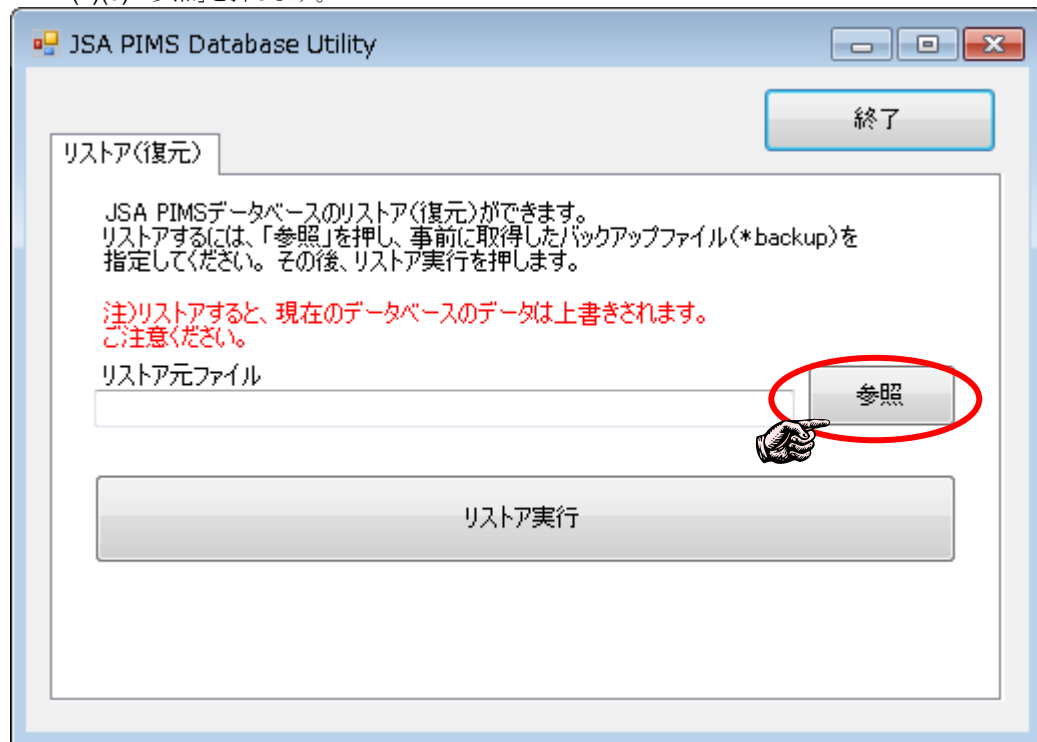 JSA PIMS Database Utility
終了
リストア(復元)
JSA PIMSデータベースのリストア(復元)ができます。
リストアするには、「参照」を押し、事前に取得したバックアップファイル(*backup)を
指定してください。その後、リストア実行を押します。
注)リストアすると、現在のデータベースのデータは上書きされます。
ご注意ください。
リストア元ファイル
参照
リストア実行